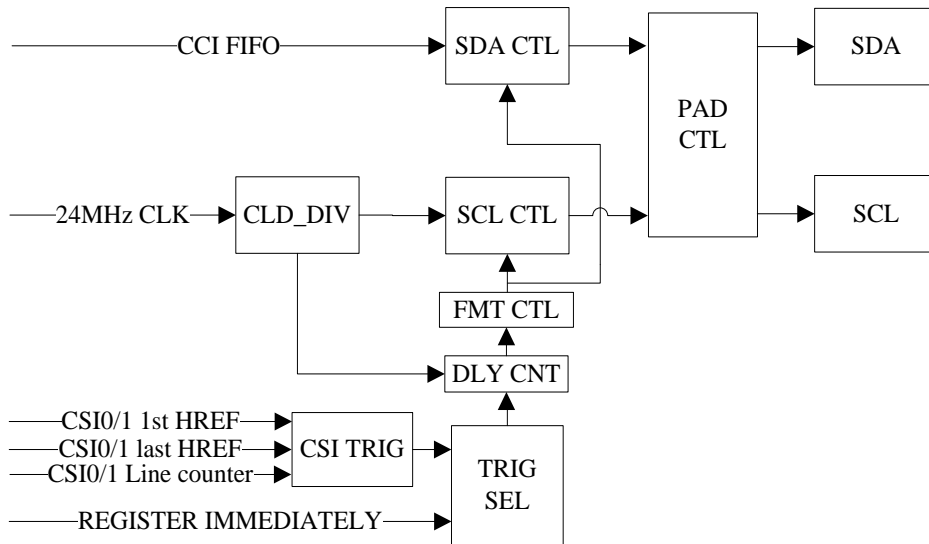 CCI FIFO
SDA CTL
SDA
PAD
CTL
24MHz CLK
CLD_DIV
SCL CTL
SCL
FMT CTL
DLY CNT
CSI0/1 1st HREF
CSI0/1 last HREF
CSI0/1 Line counter
CSI TRIG
TRIG
SEL
REGISTER IMMEDIATELY